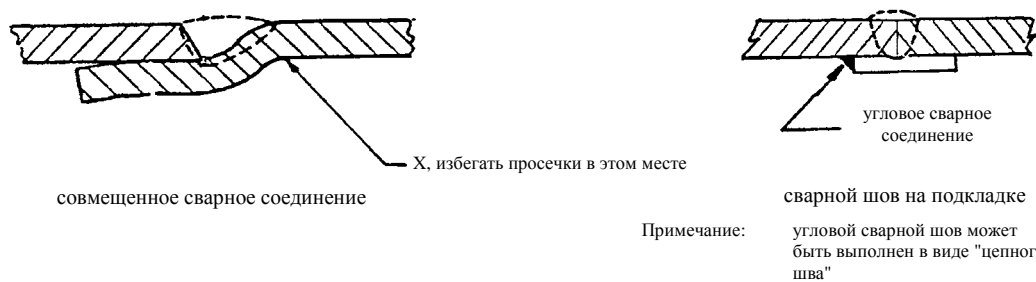 угловое сварное
соединение
X, избегать просечки в этом месте
совмещенное сварное соединение
сварной шов на подкладке
Примечание: угловой сварной шов может
быть выполнен в виде "цепног
шва"